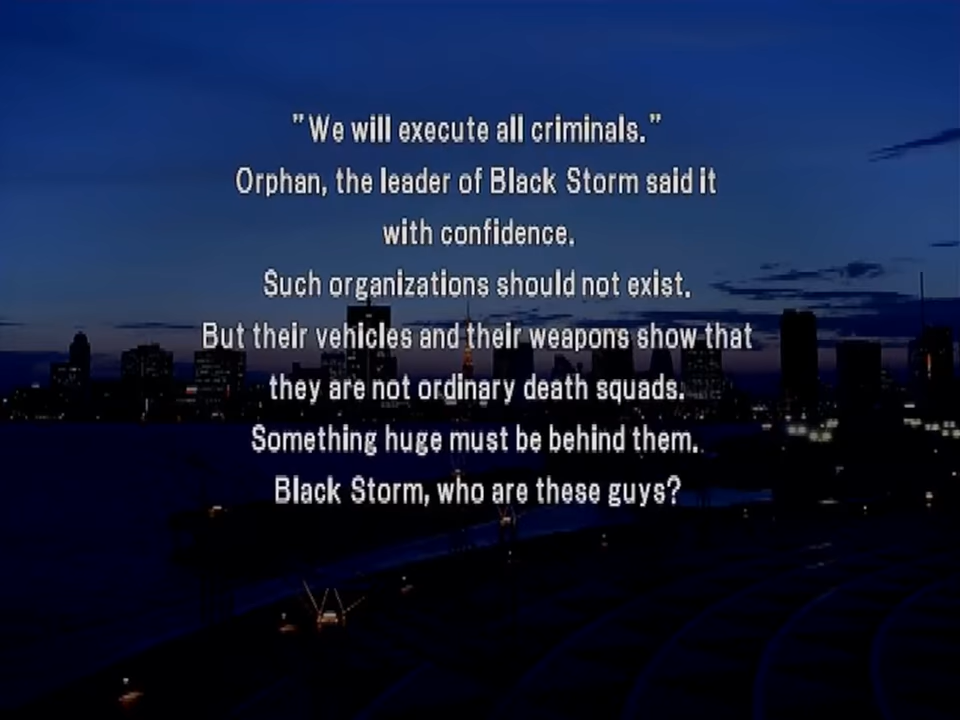 "We will execute all criminals."
Orphan, the leader of Black Storm said it
with confidence.
Such organizations should not exist.
But their vehicles and their weapons show that
they are not ordinary death squads.
Something huge must be behind them.
Black Storm, who are these guys?